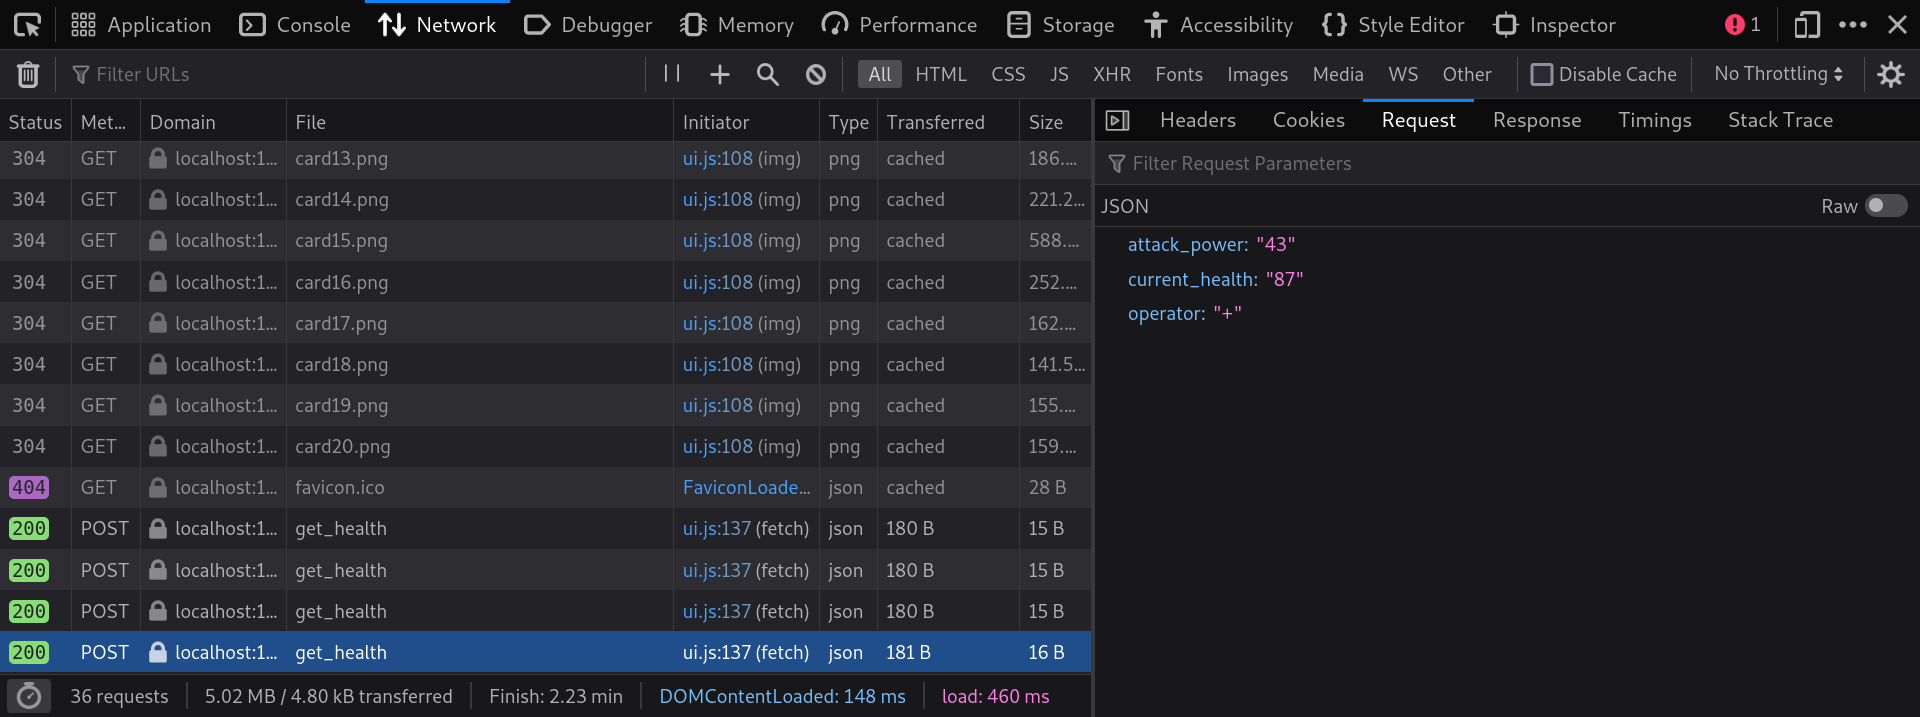 Application Console Network Debugger Memory Performance Storage Accessibility Style Editor Inspector 1
Filter URLs All HTML CSS JS XHR Fonts Images Media WS Other Disable Cache No Throttling
Status Met... Domain File Initiator Type Transferred Size
304 GET localhost:1... card13.png ui.js:108 (img) png cached 186....
304 GET localhost:1... card14.png ui.js:108 (img) png cached 221.2...
304 GET localhost:1... card15.png ui.js:108 (img) png cached 588....
304 GET localhost:1... card16.png ui.js:108 (img) png cached 252....
304 GET localhost:1... card17.png ui.js:108 (img) png cached 162....
304 GET localhost:1... card18.png ui.js:108 (img) png cached 141.5...
304 GET localhost:1... card19.png ui.js:108 (img) png cached 155....
304 GET localhost:1... card20.png ui.js:108 (img) png cached 159....
404 GET localhost:1... favicon.ico FaviconLoade... json cached 28 B
200 POST localhost:1... get_health ui.js:137 (fetch) json 180 B 15 B
200 POST localhost:1... get_health ui.js:137 (fetch) json 180 B 15 B
200 POST localhost:1... get_health ui.js:137 (fetch) json 180 B 15 B
200 POST localhost:1... get_health ui.js:137 (fetch) json 181 B 16 B
36 requests 5.02 MB / 4.80 kB transferred Finish: 2.23 min DOMContentLoaded: 148 ms load: 460 ms
Headers Cookies Request Response Timings Stack Trace
Filter Request Parameters
JSON Raw
attack_power: "43"
current_health: "87"
operator: "+"